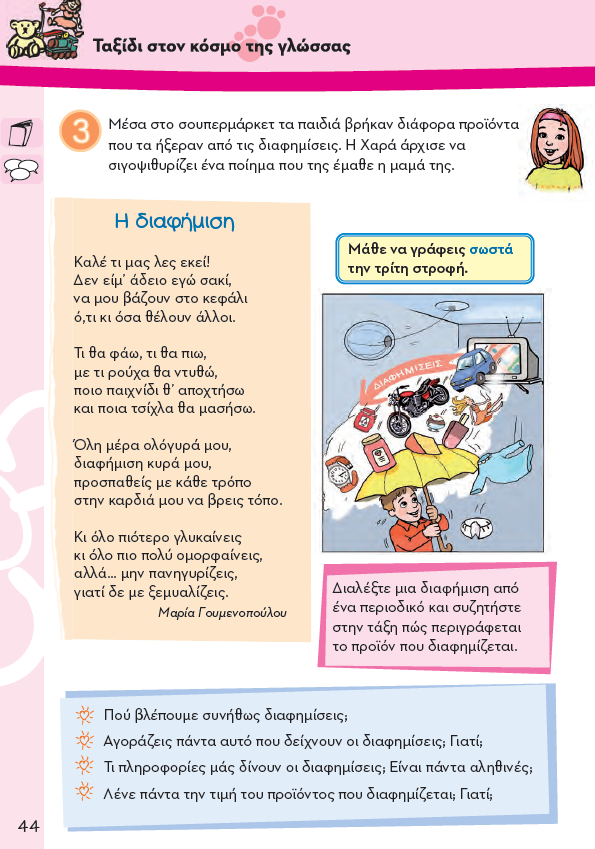 Ταξίδι στον κόσμο της γλώσσας
3
Μέσα στο σουπερμάρκετ τα παιδιά βρήκαν διάφορα προϊόντα
που τα ήξεραν από τις διαφημίσεις. Η Χαρά άρχισε να
σιγοψιθυρίζει ένα ποίημα που της έμαθε η μαμά της.
Η διαφήμιση
Καλέ τι μας λες εκεί!
Δεν είμ’ άδειο εγώ σακί,
να μου βάζουν στο κεφάλι
ό,τι κι όσα θέλουν άλλοι.
Τι θα φάω, τι θα πιω,
με τι ρούχα θα ντυθώ,
ποιο παιχνίδι θ’ αποχτήσω
και ποια τσίχλα θα μασήσω.
Όλη μέρα ολόγυρά μου,
διαφήμιση κυρά μου,
προσπαθείς με κάθε τρόπο
στην καρδιά μου να βρεις τόπο.
Κι όλο πιότερο γλυκαίνεις
κι όλο πιο πολύ ομορφαίνεις,
αλλά... μην πανηγυρίζεις,
γιατί δε με ξεμυαλίζεις.
Μαρία Γουμενοπούλου
Μάθε να γράφεις σωστά
την τρίτη στροφή.
ΔΙΑΦΗΜΙΣΕΙΣ
Διαλέξτε μια διαφήμιση από
ένα περιοδικό και συζητήστε
στην τάξη πώς περιγράφεται
το προϊόν που διαφημίζεται.
Πού βλέπουμε συνήθως διαφημίσεις;
Αγοράζεις πάντα αυτό που δείχνουν οι διαφημίσεις; Γιατί;
Τι πληροφορίες μάς δίνουν οι διαφημίσεις; Είναι πάντα αληθινές;
Λένε πάντα την τιμή του προϊόντος που διαφημίζεται; Γιατί;
44